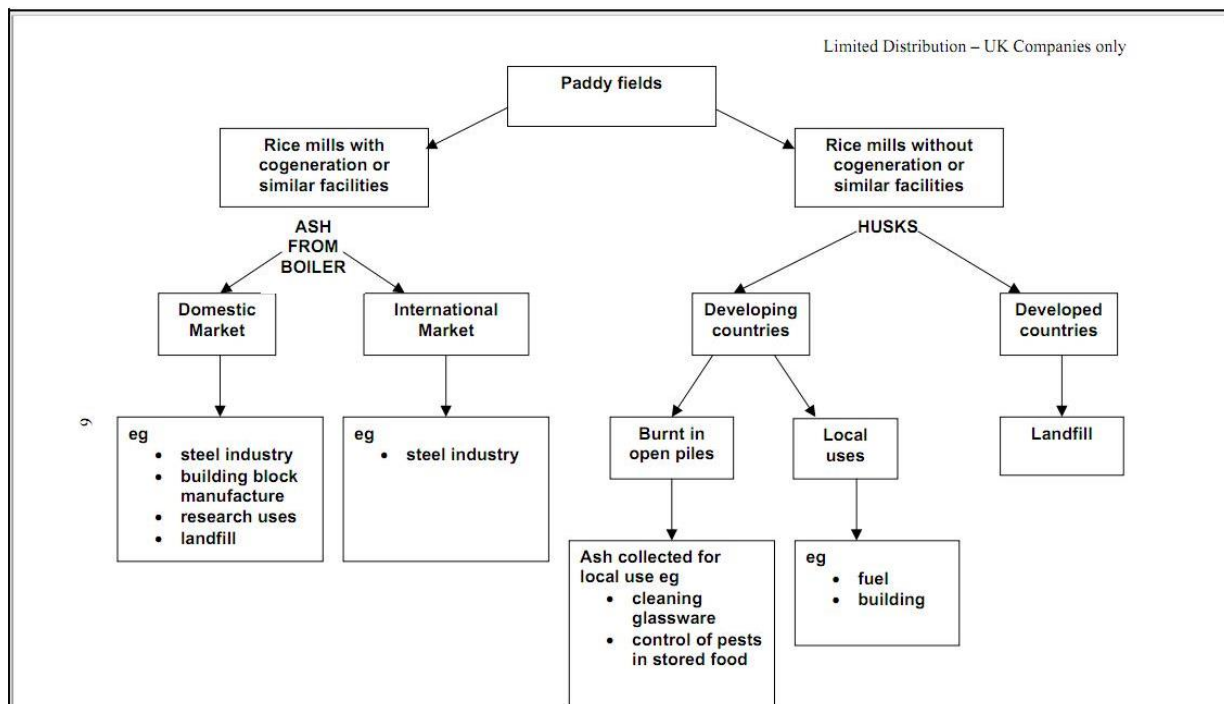 Limited Distribution – UK Companies only
Paddy fields
Rice mills with
cogeneration or
similar facilities
Rice mills without
cogeneration or
similar facilities
ASH
FROM
BOILER
HUSKS
Domestic
Market
International
Market
Developing
countries
Developed
countries
eg
• steel industry
• building block
manufacture
• research uses
• landfill
eg
• steel industry
Burnt in
open piles
Local
uses
Landfill
Ash collected for
local use eg
• cleaning
glassware
• control of pests
in stored food
eg
• fuel
• building